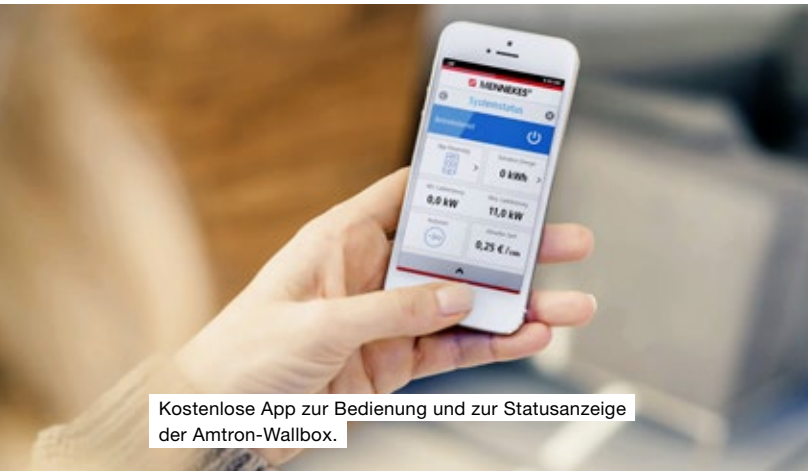 MENNEKES®
Systemstatus
0 kWh
0,0 kW
11,0 kW
0,25 € / kWh
Kostenlose App zur Bedienung und zur Statusanzeige
der Amtron-Wallbox.